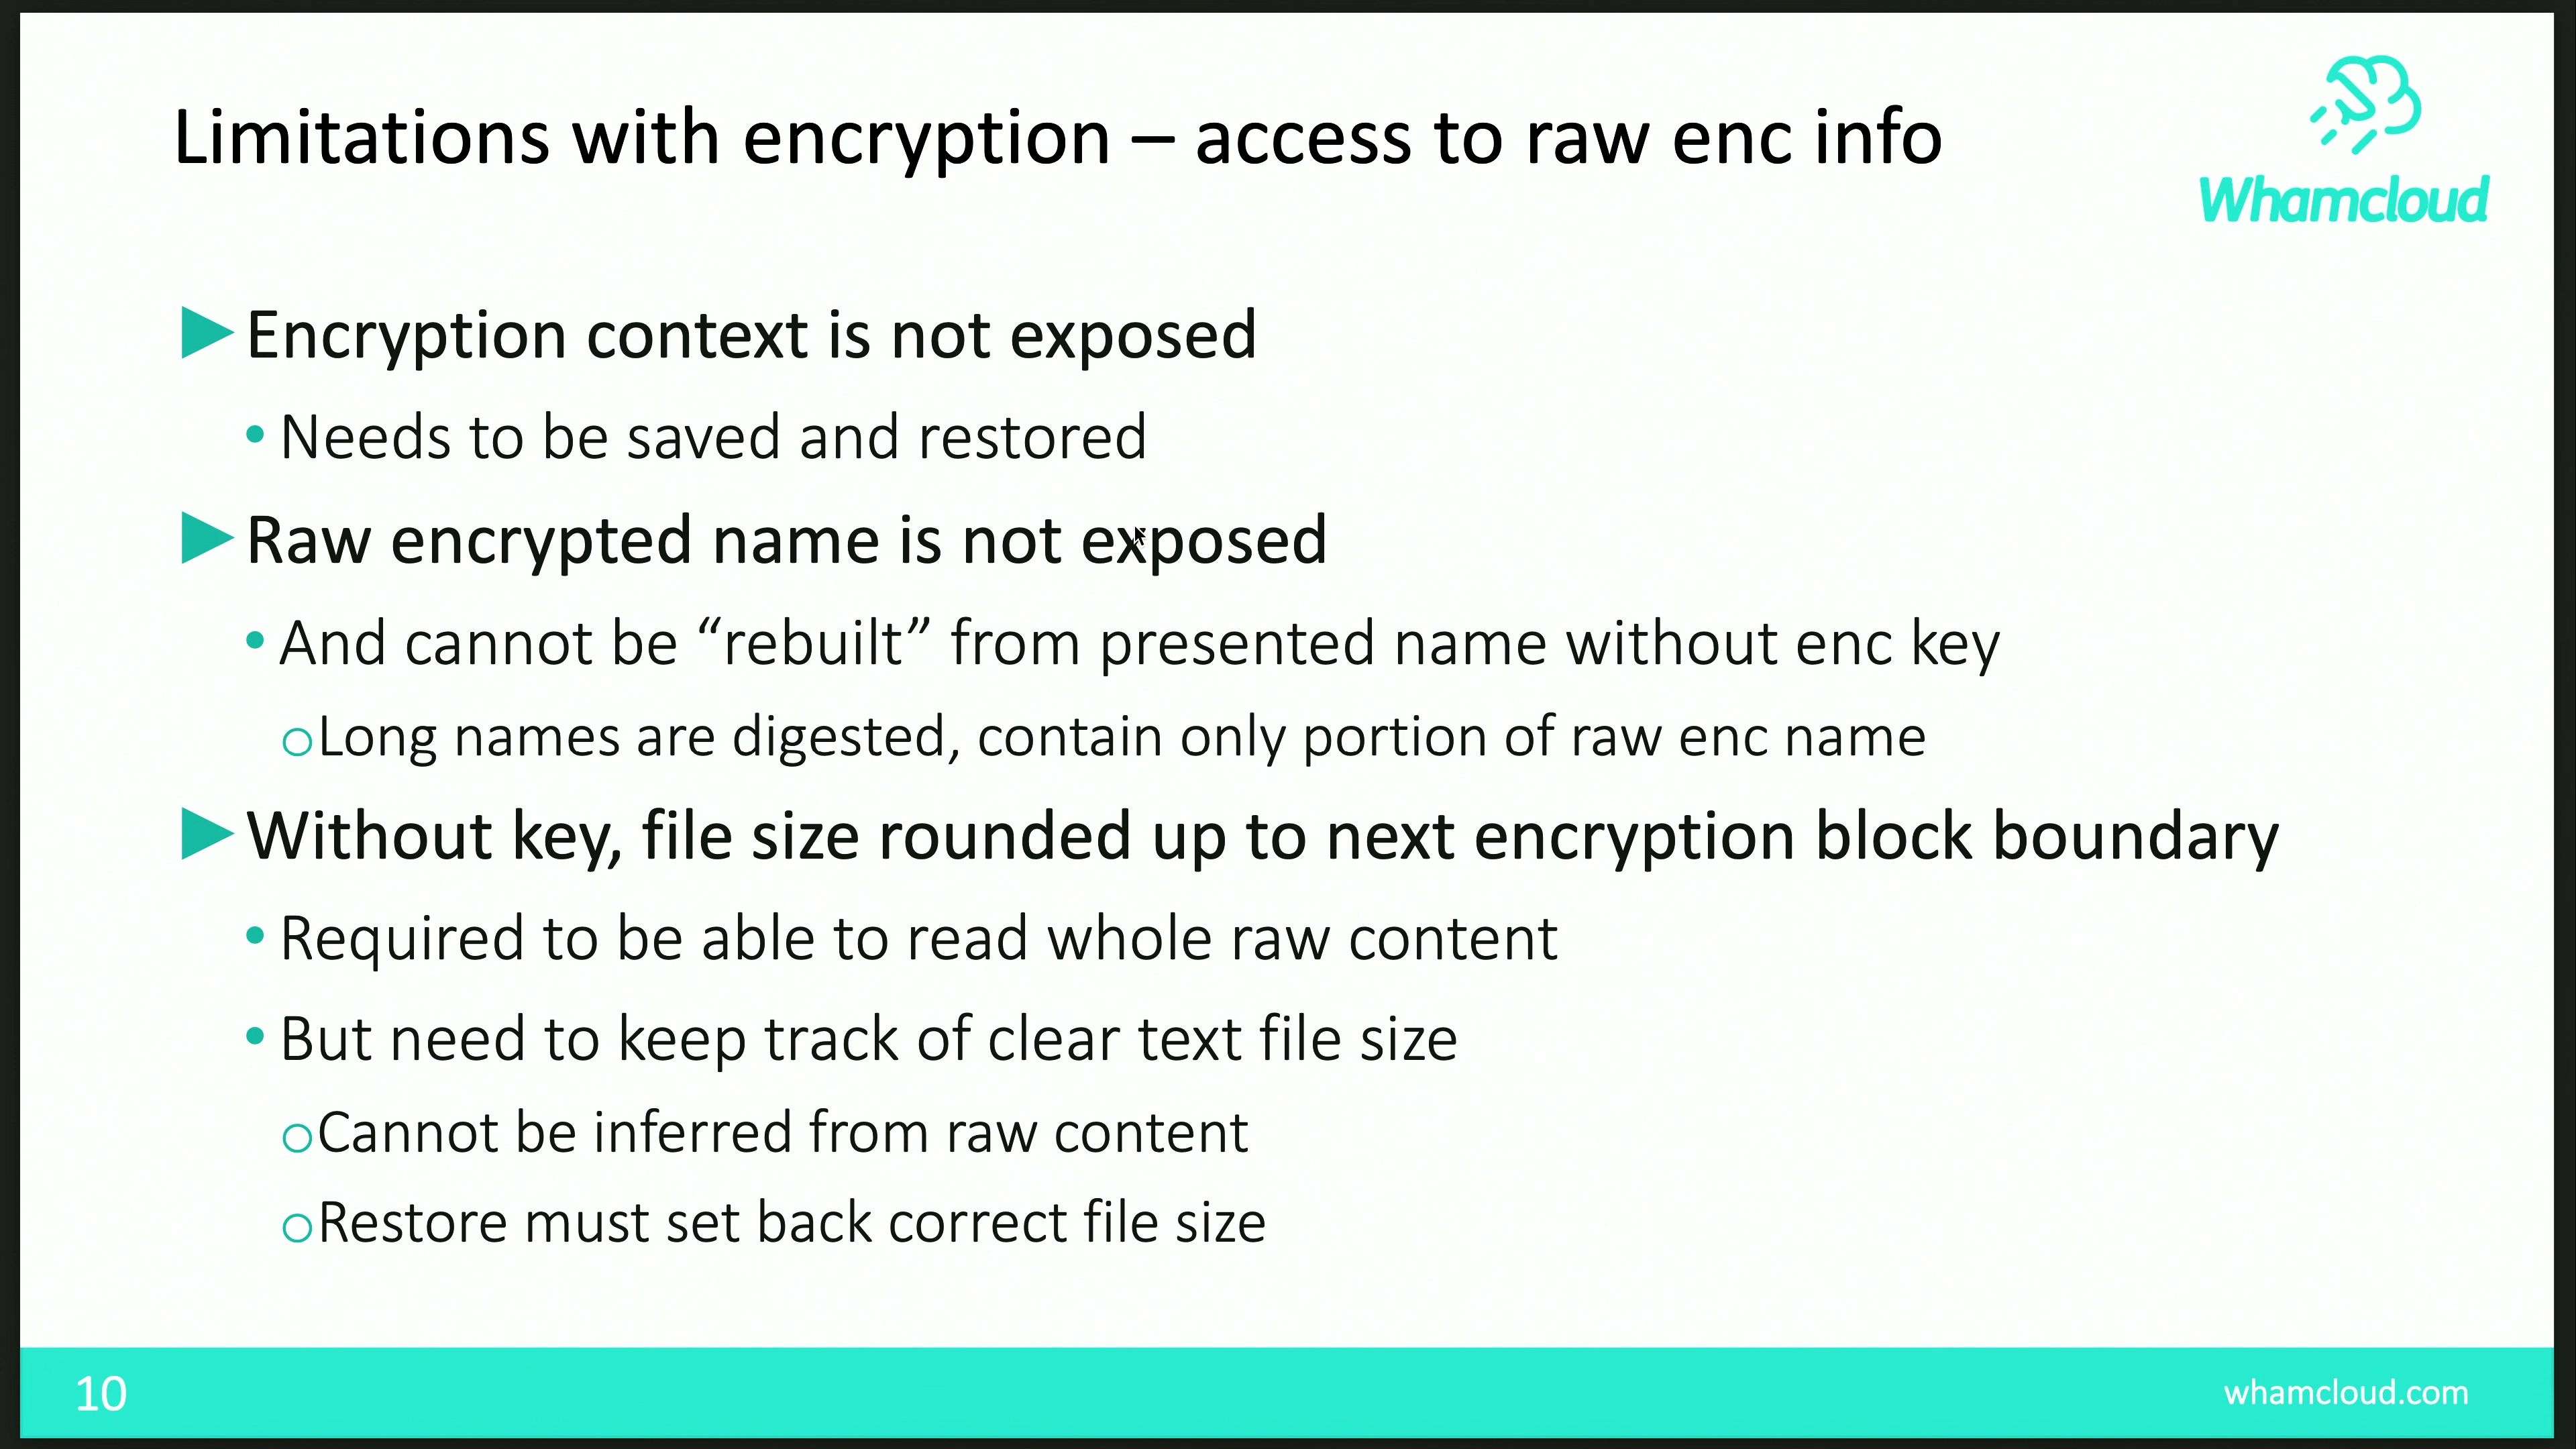 Limitations with encryption – access to raw enc info
Whamcloud
Encryption context is not exposed
Needs to be saved and restored
Raw encrypted name is not exposed
And cannot be “rebuilt” from presented name without enc key
Long names are digested, contain only portion of raw enc name
Without key, file size rounded up to next encryption block boundary
Required to be able to read whole raw content
But need to keep track of clear text file size
Cannot be inferred from raw content
Restore must set back correct file size
10
whamcloud.com